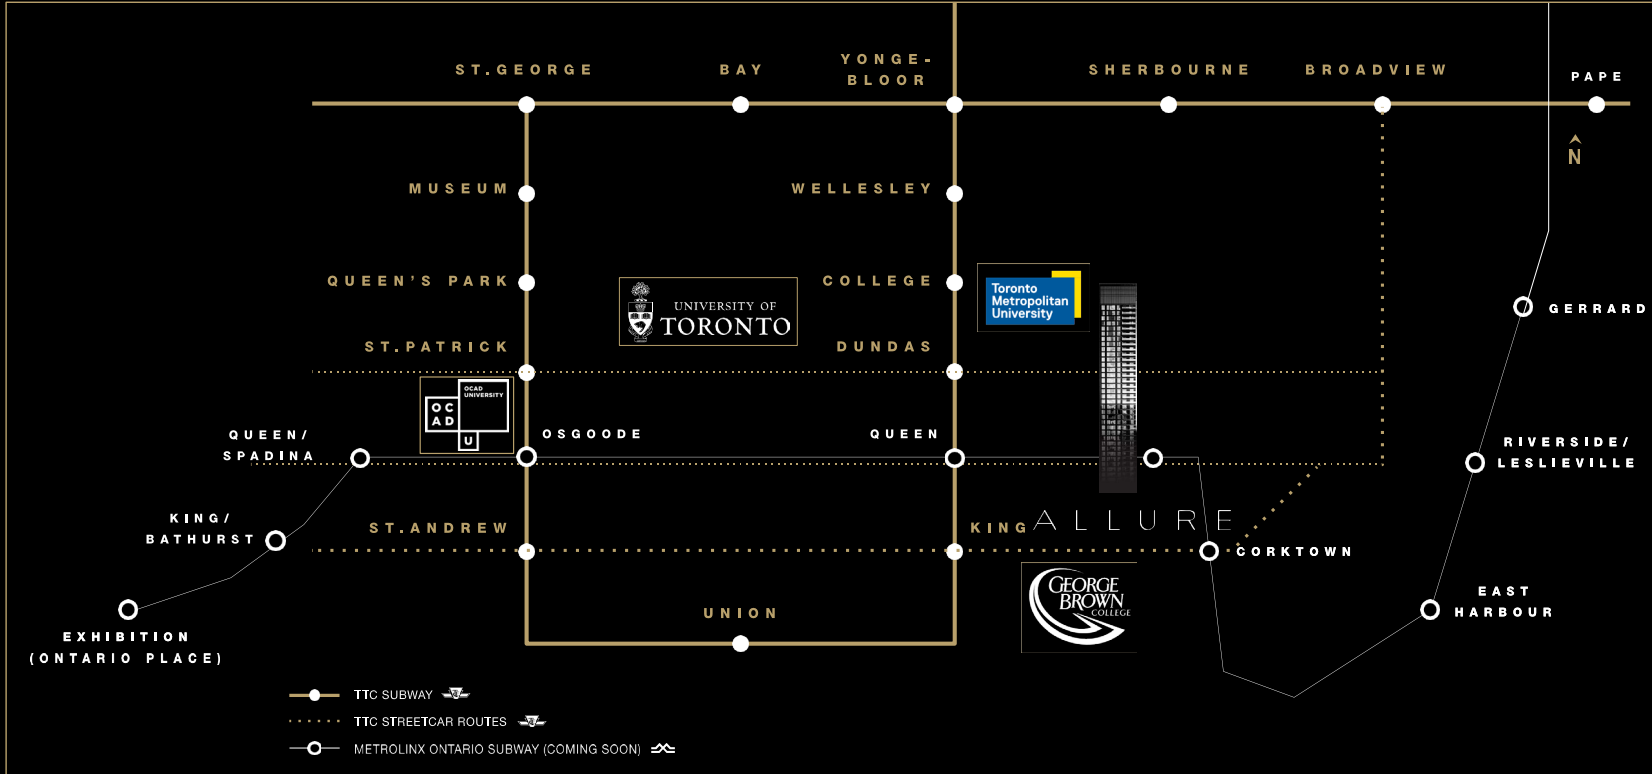 ST.GEORGE
BAY
YONGE-
BLOOR
SHERBOURNE
BROADVIEW
PAPE
N
MUSEUM
WELLESLEY
QUEEN'S PARK
COLLEGE
UNIVERSITY OF
TORONTO
Toronto
Metropolitan
University
GERRARD
ST.PATRICK
DUNDAS
OCAD
UNIVERSITY
OC
AD
U
QUEEN/
SPADINA
OSGOODE
QUEEN
RIVERSIDE/
LESLIEVILLE
KING/
BATHURST
ST.ANDREW
KING
ALLURE
CORKTOWN
GEORGE
BROWN
COLLEGE
EAST
HARBOUR
UNION
EXHIBITION
(ONTARIO PLACE)
TTC SUBWAY
TTC STREETCAR ROUTES
METROLINX ONTARIO SUBWAY (COMING SOON)